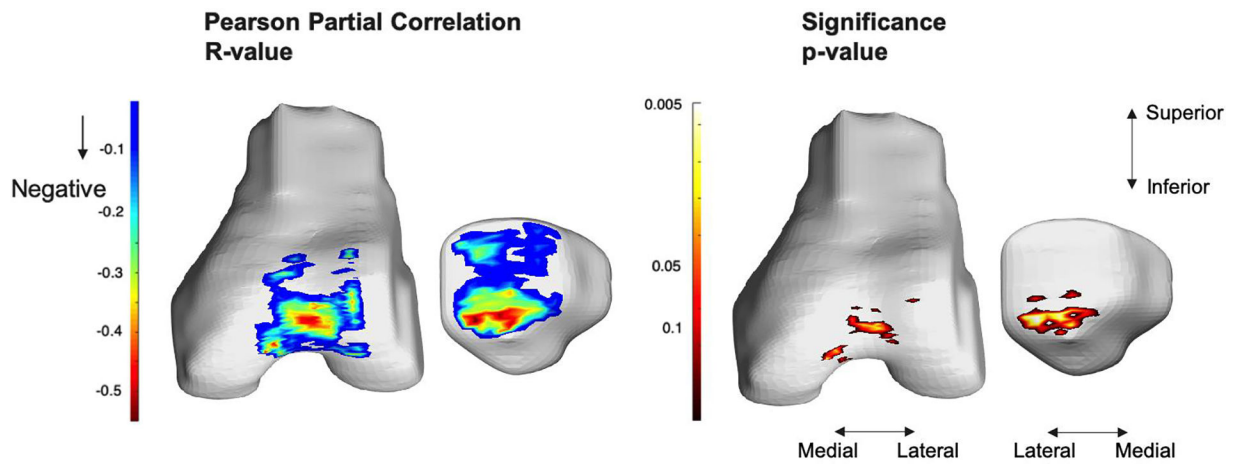 Pearson Partial Correlation
R-value
Significance
p-value
Negative
-0.1
-0.2
-0.3
-0.4
-0.5
0.005
0.05
0.1
Superior
Inferior
Medial
Lateral
Lateral
Medial